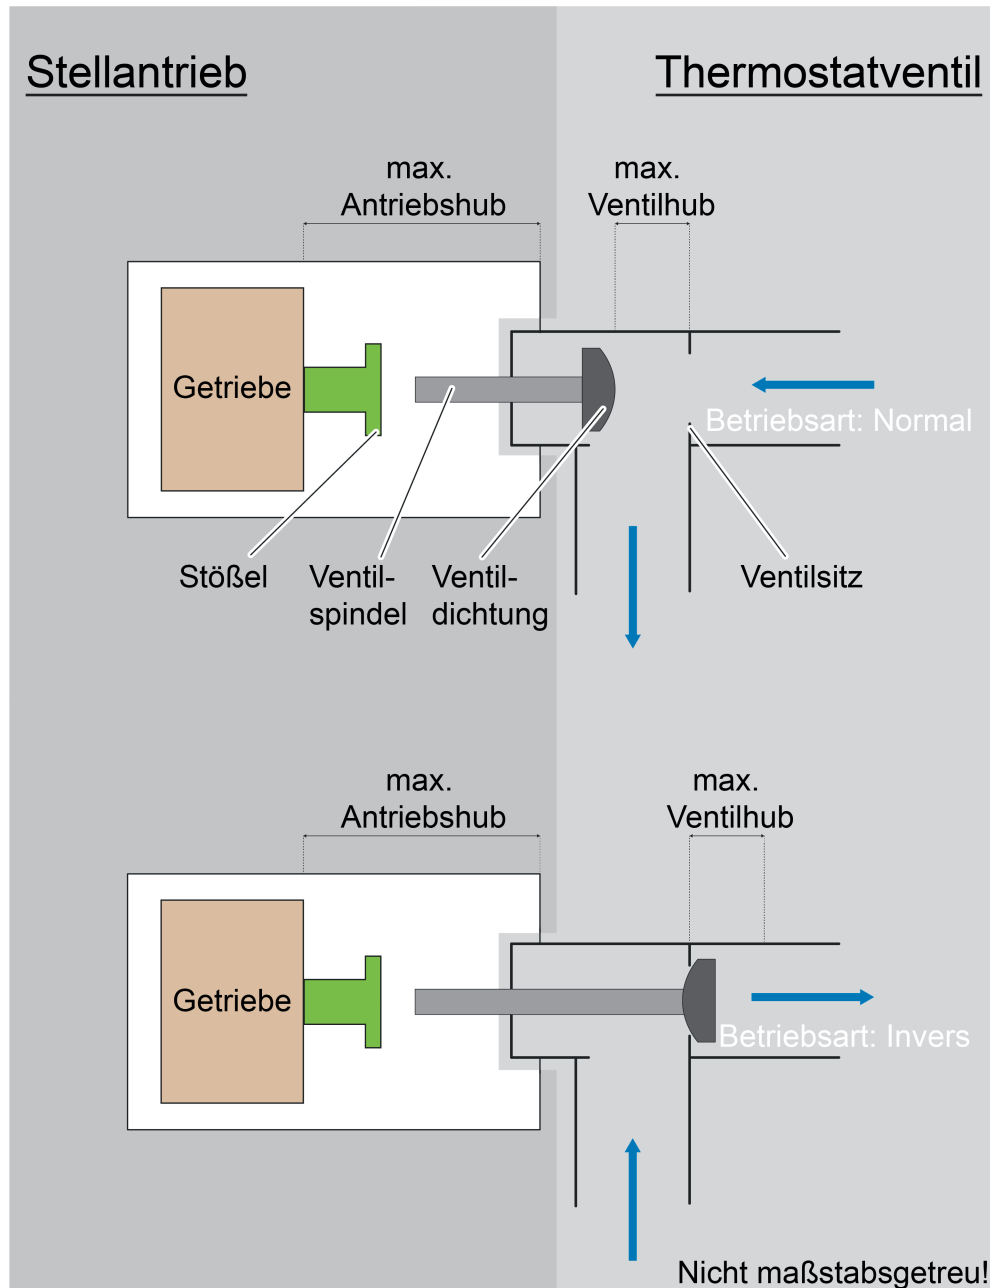 Stellantrieb
Thermostatventil
max.
Antriebshub
max.
Ventilhub
Getriebe
Betriebsart: Normal
Stößel
Ventil-
spindel
Ventil-
dichtung
Ventilsitz
max.
Antriebshub
max.
Ventilhub
Getriebe
Betriebsart: Invers
Nicht maßstabsgetreu!